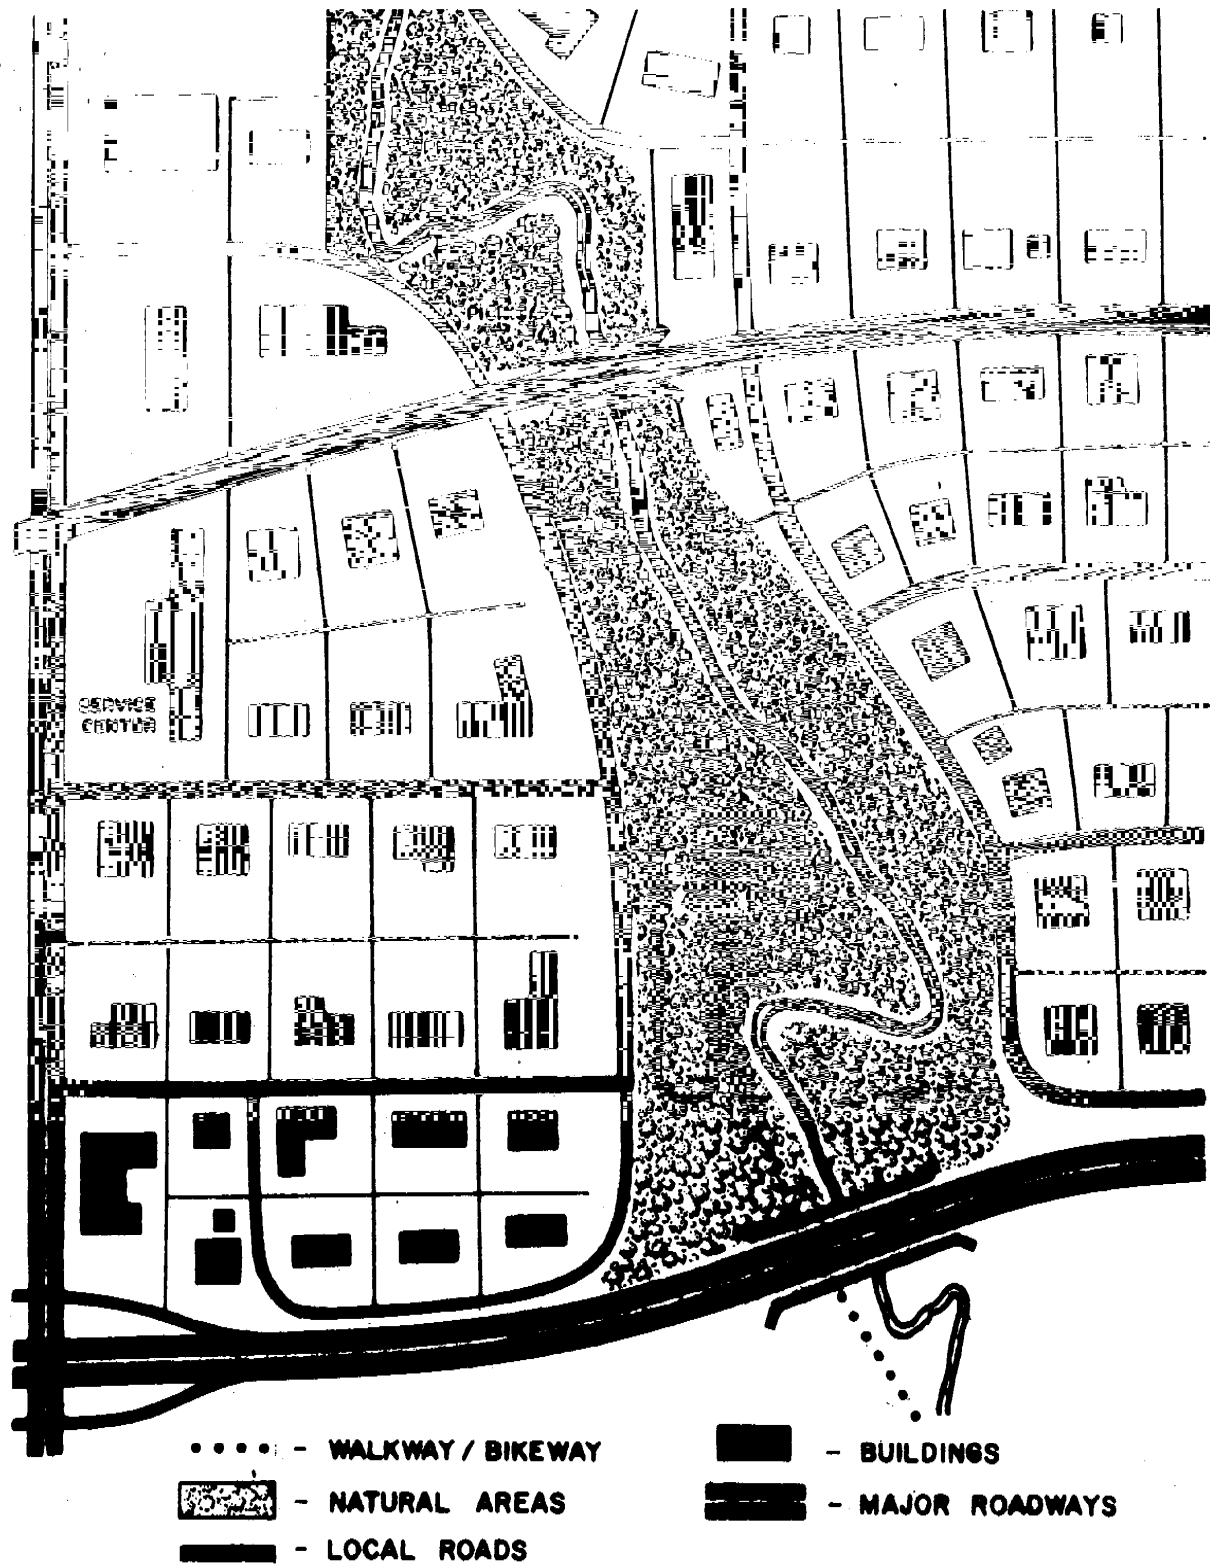 SERVICE
CENTER
WALKWAY / BIKEWAY
BUILDINGS
NATURAL AREAS
MAJOR ROADWAYS
LOCAL ROADS